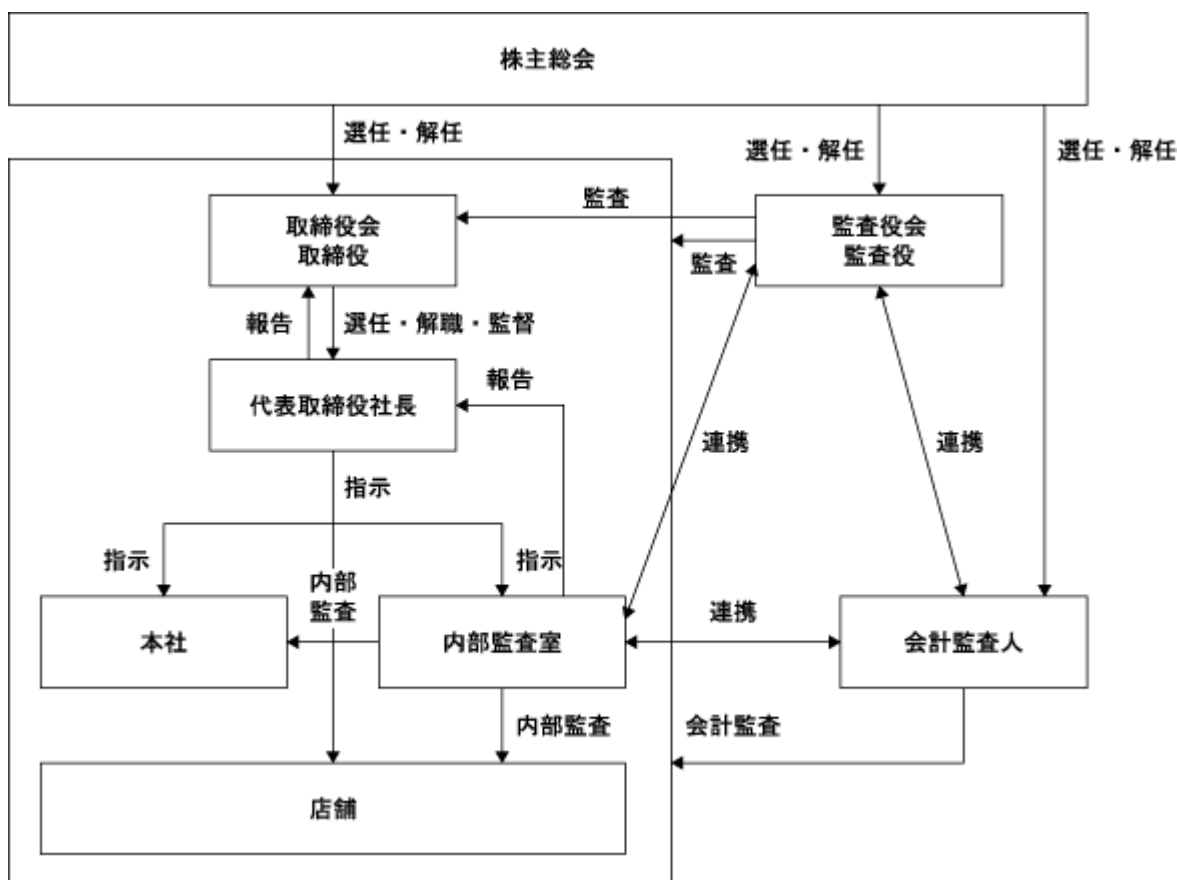 株主総会
選任・解任
選任・解任
選任・解任
監査
取締役会
取締役
監査役会
監査役
監査
報告
選任・解職・監督
報告
代表取締役社長
連携
連携
指示
指示
指示
内部
監査
本社
内部監査室
連携
会計監査人
内部監査
会計監査
店舗